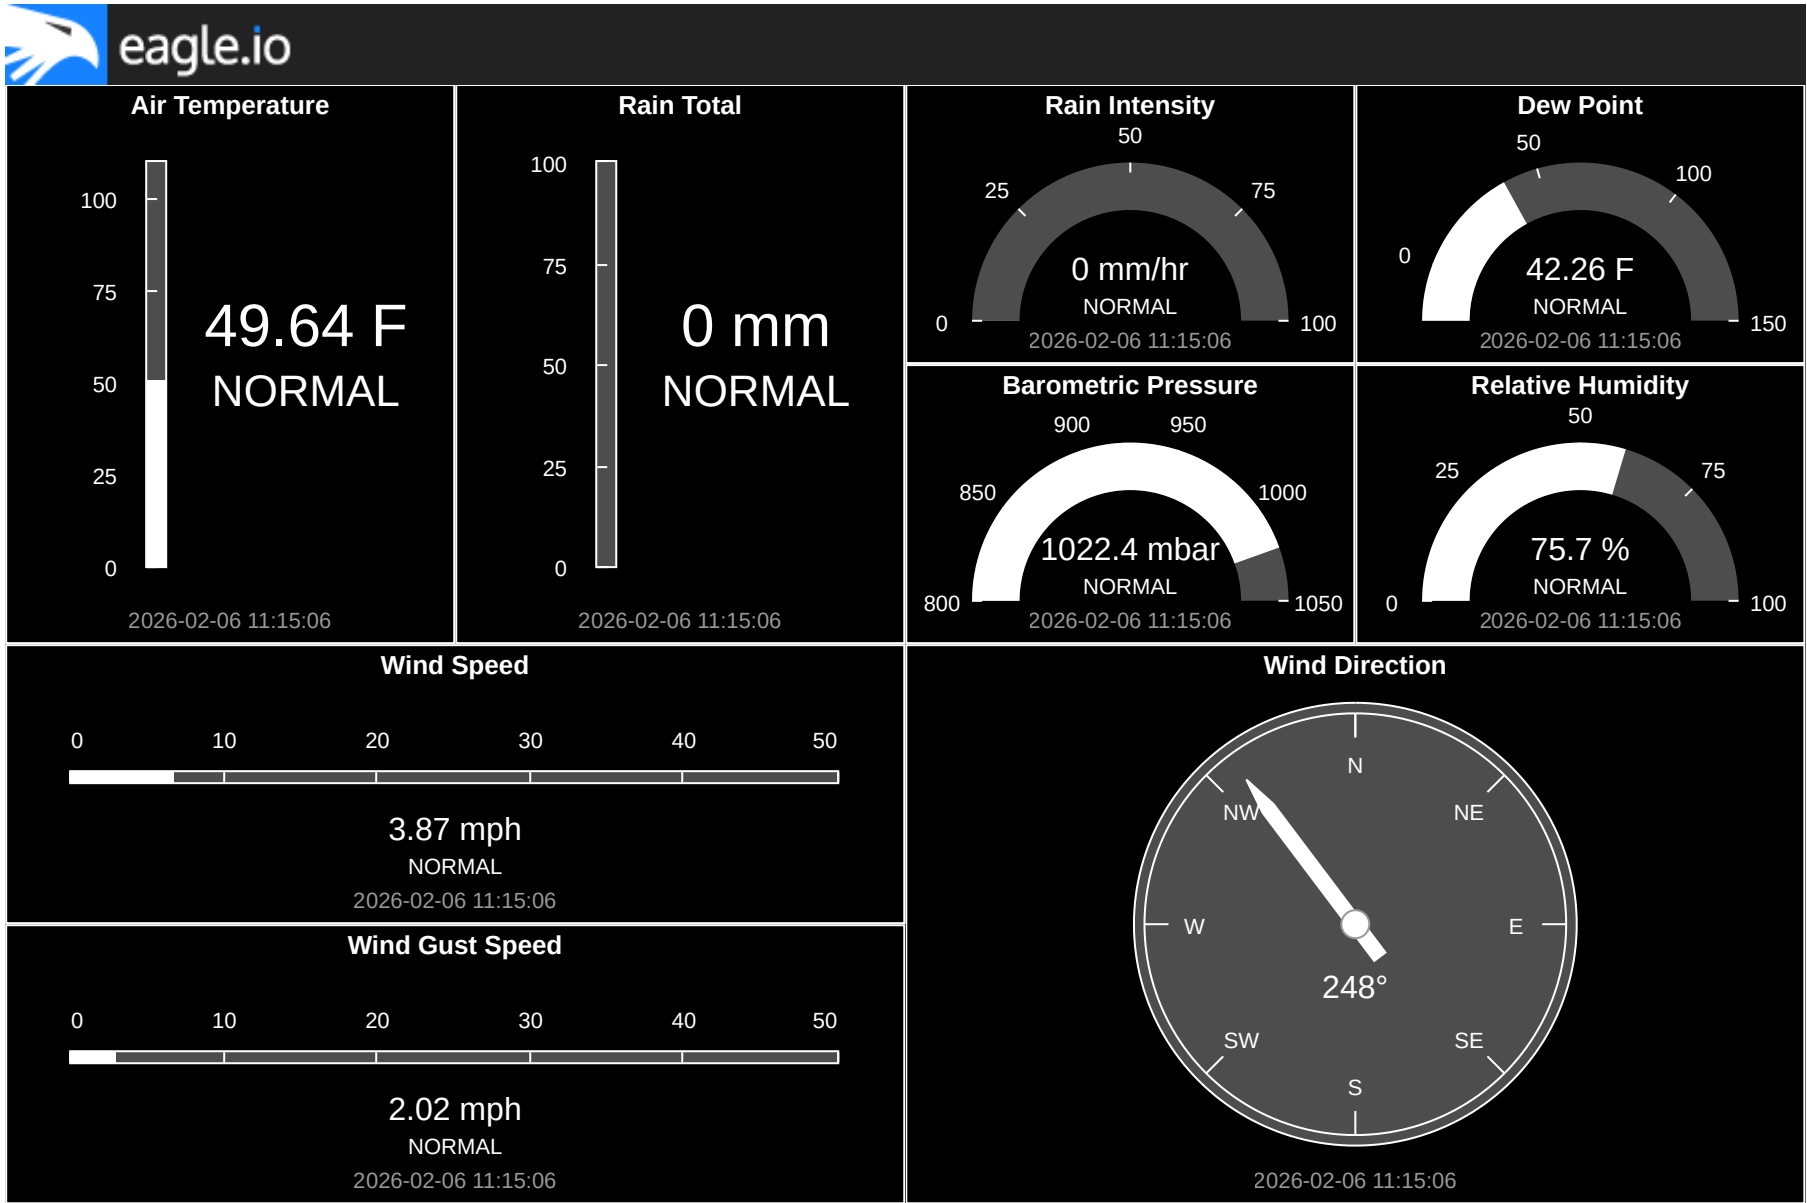 eagle.io
Air Temperature
100
75
50
25
0
49.64 F
NORMAL
2026-02-06 11:15:06
Rain Total
100
75
50
25
0
0 mm
NORMAL
2026-02-06 11:15:06
Rain Intensity
50
25
75
0
100
0 mm/hr
NORMAL
2026-02-06 11:15:06
Dew Point
50
100
0
150
42.26 F
NORMAL
2026-02-06 11:15:06
Barometric Pressure
900
950
850
1000
800
1050
1022.4 mbar
NORMAL
2026-02-06 11:15:06
Relative Humidity
50
25
75
0
100
75.7 %
NORMAL
2026-02-06 11:15:06
Wind Speed
0 10 20 30 40 50
3.87 mph
NORMAL
2026-02-06 11:15:06
Wind Gust Speed
0 10 20 30 40 50
2.02 mph
NORMAL
2026-02-06 11:15:06
Wind Direction
N
NW
NE
W
E
248°
SW
SE
S
2026-02-06 11:15:06